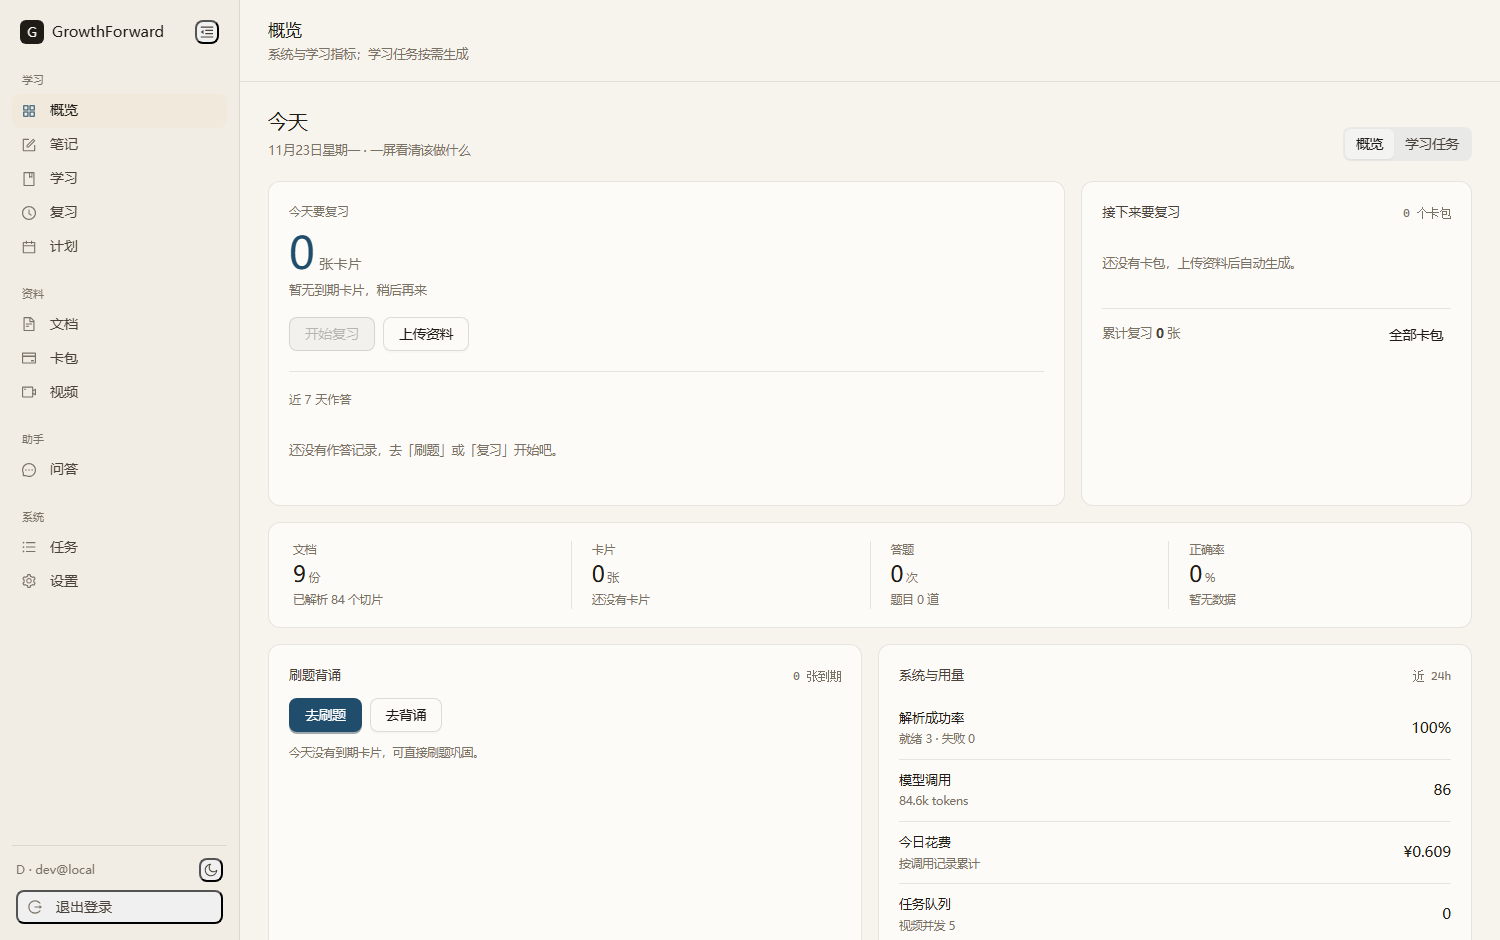 G GrowthForward
学习
概览
笔记
学习
复习
计划
资料
文档
卡包
视频
助手
问答
系统
任务
设置
D · dev@local
退出登录
概览
系统与学习指标；学习任务按需生成
今天
11月23日星期一 · 一屏看清该做什么
概览 学习任务
今天要复习
0 张卡片
暂无到期卡片，稍后再来
开始复习 上传资料
近 7 天作答
还没有作答记录，去「刷题」或「复习」开始吧。
接下来要复习 0 个卡包
还没有卡包，上传资料后自动生成。
累计复习 0 张 全部卡包
文档
9 份
已解析 84 个切片
卡片
0 张
还没有卡片
答题
0 次
题目 0 道
正确率
0 %
暂无数据
刷题背诵 0 张到期
去刷题 去背诵
今天没有到期卡片，可直接刷题巩固。
系统与用量 近 24h
解析成功率
就绪 3 · 失败 0
100%
模型调用
84.6k tokens
86
今日花费
按调用记录累计
¥0.609
任务队列
视频并发 5
0